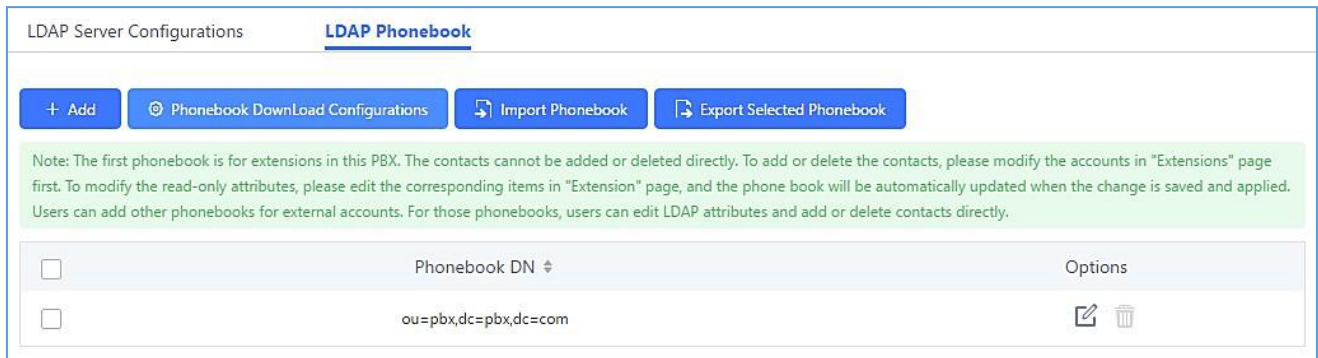 LDAP Server Configurations LDAP Phonebook
+ Add Phonebook DownLoad Configurations Import Phonebook Export Selected Phonebook
Note: The first phonebook is for extensions in this PBX. The contacts cannot be added or deleted directly. To add or delete the contacts, please modify the accounts in "Extensions" page
first. To modify the read-only attributes, please edit the corresponding items in "Extension" page, and the phone book will be automatically updated when the change is saved and applied.
Users can add other phonebooks for external accounts. For those phonebooks, users can edit LDAP attributes and add or delete contacts directly.
Phonebook DN Options
ou=pbx,dc=pbx,dc=com